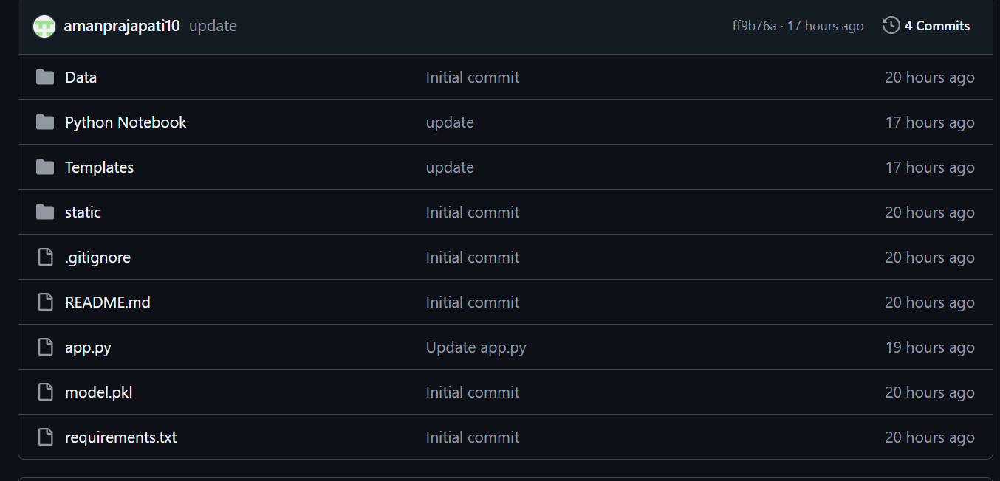 amanprajapati10 update ff9b76a · 17 hours ago 4 Commits
Data Initial commit 20 hours ago
Python Notebook update 17 hours ago
Templates update 17 hours ago
static Initial commit 20 hours ago
.gitignore Initial commit 20 hours ago
README.md Initial commit 20 hours ago
app.py Update app.py 19 hours ago
model.pkl Initial commit 20 hours ago
requirements.txt Initial commit 20 hours ago